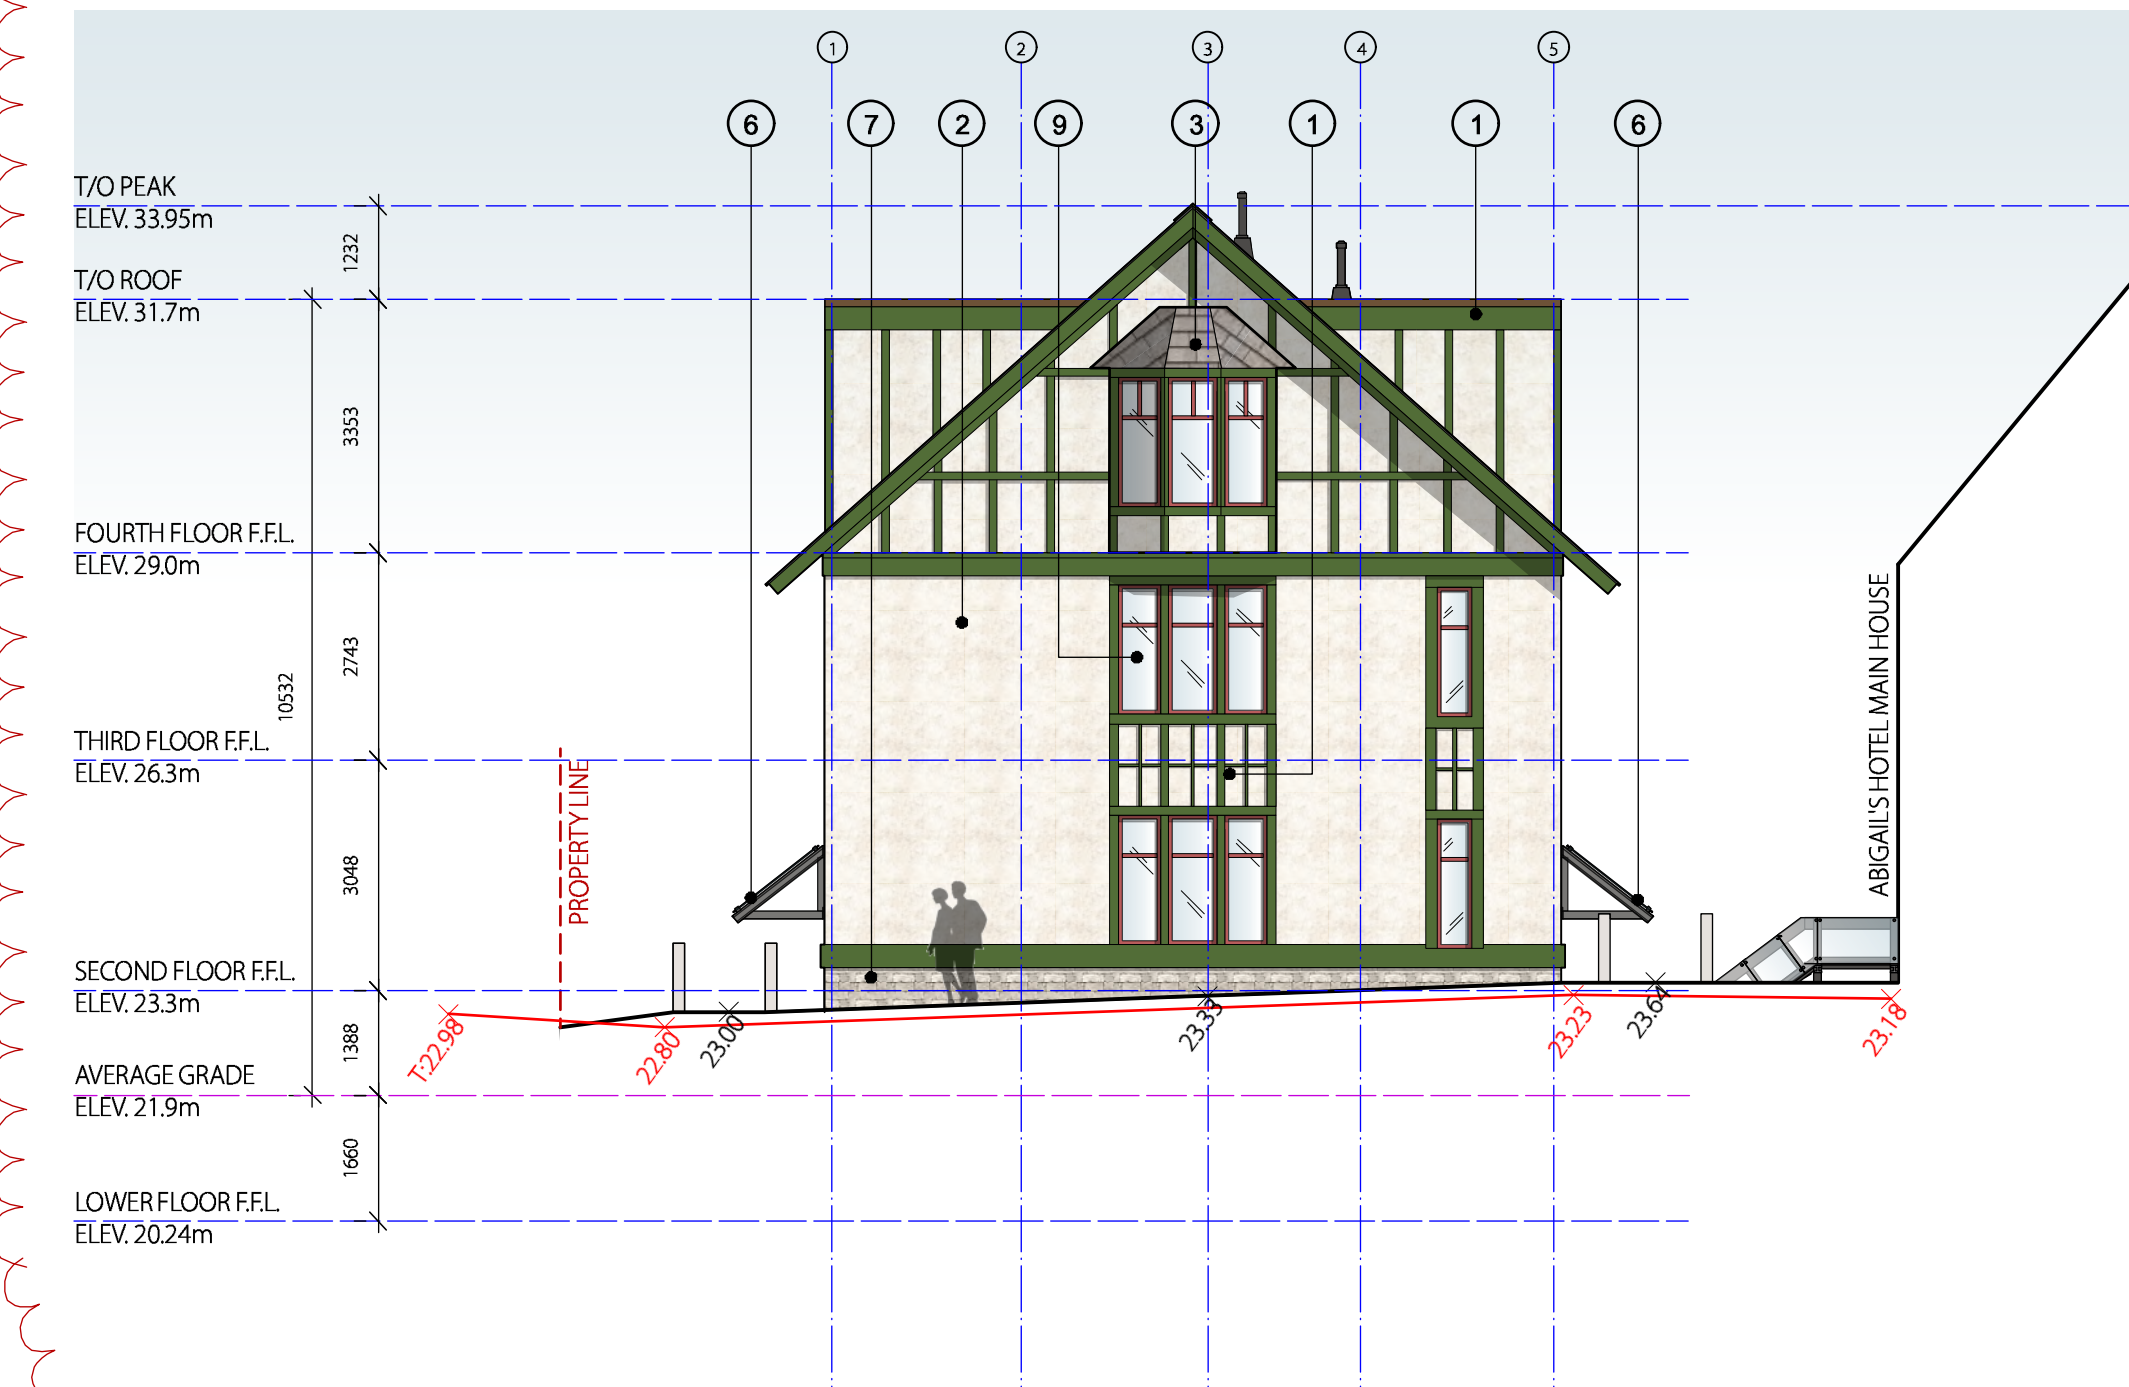 1 2 3 4 5
6 7 2 9 3 1 1 6
T/O PEAK
ELEV. 33.95m
1232
T/O ROOF
ELEV. 31.7m
3353
FOURTH FLOOR F.F.L.
ELEV. 29.0m
2743
10532
THIRD FLOOR F.F.L.
ELEV. 26.3m
PROPERTY LINE
ABIGAIL'S HOTEL MAIN HOUSE
3048
SECOND FLOOR F.F.L.
ELEV. 23.3m
T:22.98
22.80
23.00
23.33
23.23
23.64
23.18
1388
AVERAGE GRADE
ELEV. 21.9m
1660
LOWER FLOOR F.F.L.
ELEV. 20.24m